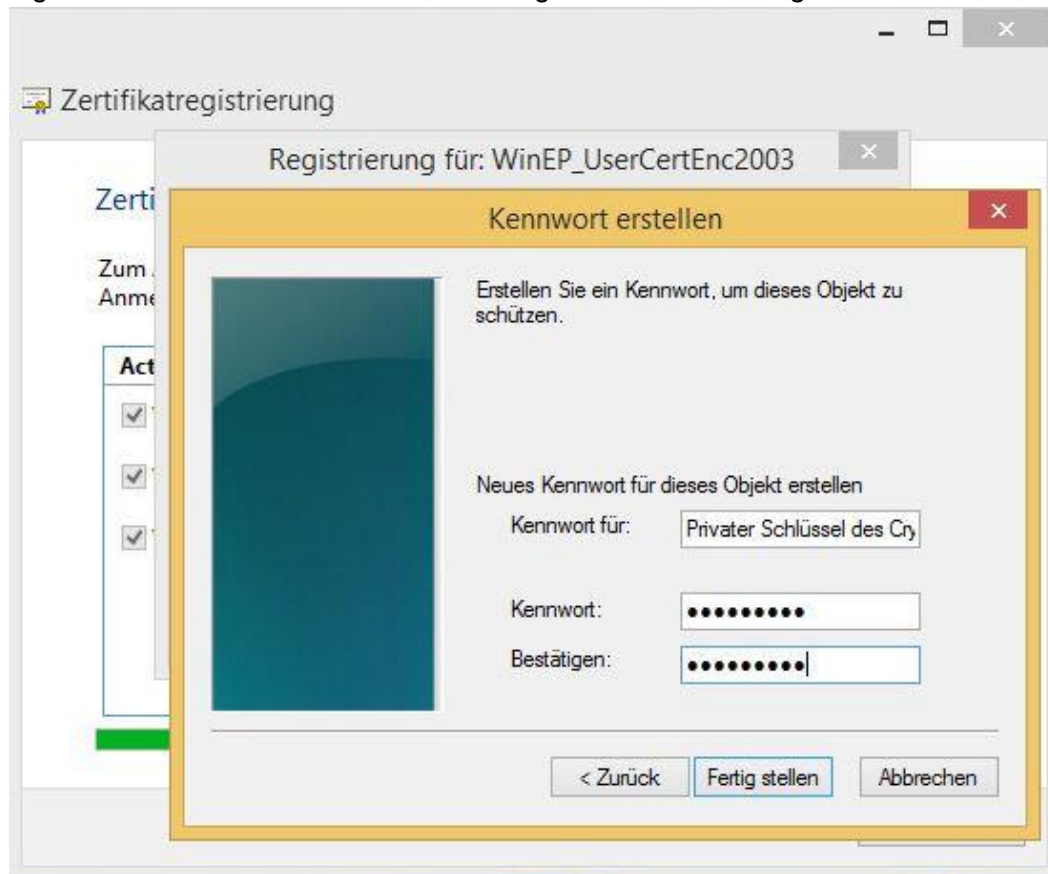 Zertifikatregistrierung
Registrierung für: WinEP_UserCertEnc2003
Kennwort erstellen
Zum
Erstellen Sie ein Kennwort, um dieses Objekt zu
schützen.
Neues Kennwort für dieses Objekt erstellen
Kennwort für: Privater Schlüssel des
Kennwort: ●●●●●●●●●
Bestätigen: ●●●●●●●●●
< Zurück Fertig stellen Abbrechen